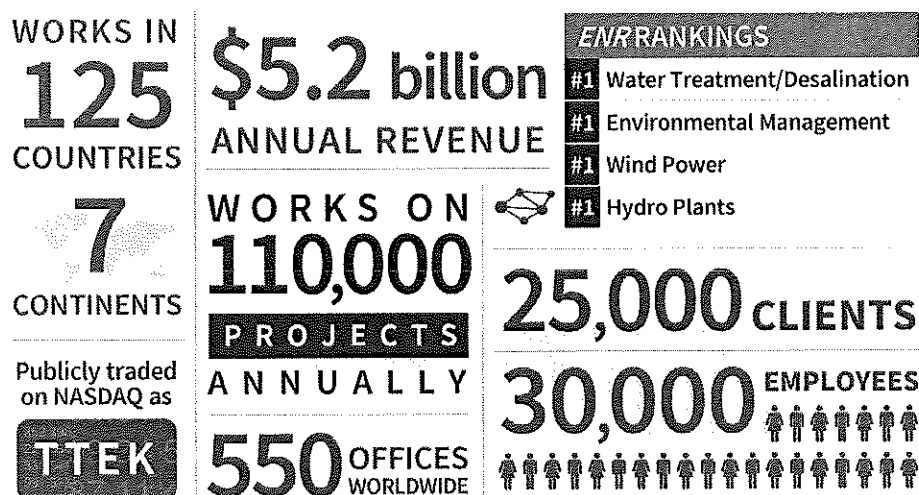 WORKS IN
125
COUNTRIES
7
CONTINENTS
Publicly traded
on NASDAQ as
TTEK
$5.2 billion
ANNUAL REVENUE
WORKS ON
110,000
PROJECTS
ANNUALLY
550 OFFICES
WORLDWIDE
ENR RANKINGS
#1 Water Treatment/Desalination
#1 Environmental Management
#1 Wind Power
#1 Hydro Plants
25,000 CLIENTS
30,000 EMPLOYEES